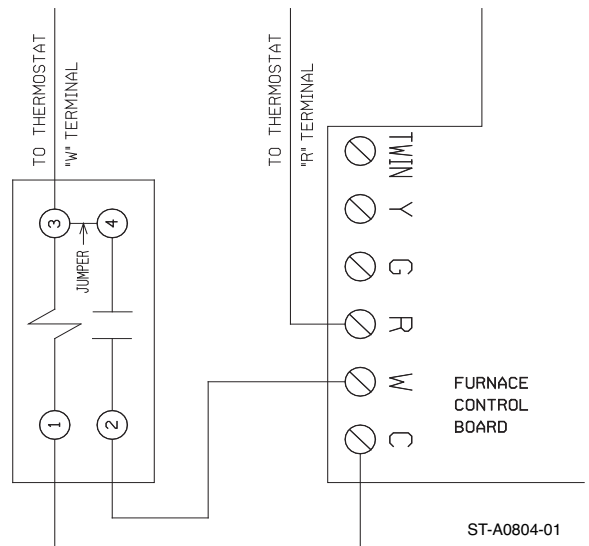 TO THERMOSTAT
"W" TERMINAL
TO THERMOSTAT
"R" TERMINAL
3
4
JUMPER
1
2
TWIN
Y
G
R
W
C
FURNACE
CONTROL
BOARD
ST-A0804-01